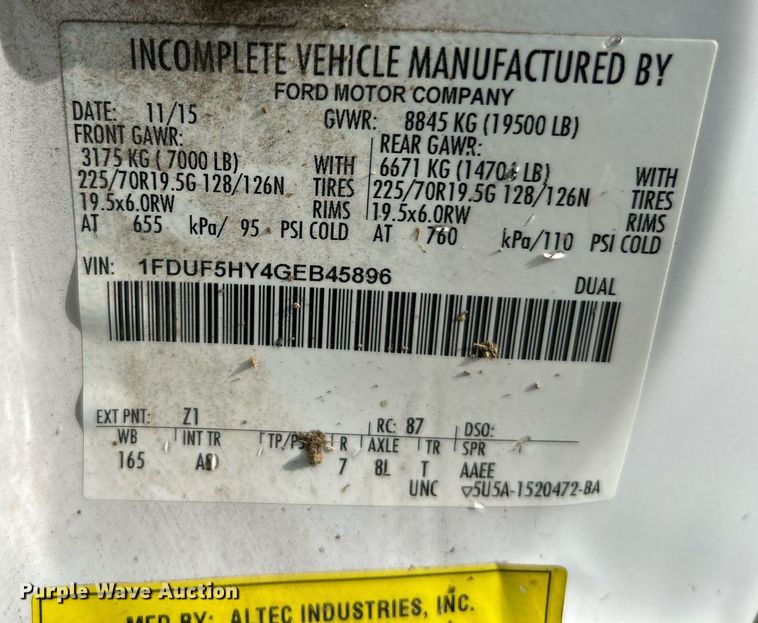 INCOMPLETE VEHICLE MANUFACTURED BY
FORD MOTOR COMPANY
DATE: 11/15 GVWR: 8845 KG (19500 LB)
FRONT GAWR: REAR GAWR:
3175 KG (7000 LB) WITH 6671 KG (14706 LB) WITH
225/70R19.5G 128/126N TIRES 225/70R19.5G 128/126N TIRES
19.5x6.0RW RIMS 19.5x6.0RW RIMS
AT 655 kPa/ 95 PSI COLD AT 760 kPa/110 PSI COLD
VIN: 1FDUF5HY4GEB45896 DUAL
EXT PNT: Z1 RC: 87 DSO:
WB INT TR R AXLE TR SPR
165 7 8L T AAEE
UNC 5U5A-1520472-BA
Purple Wave Auction
MFD BY: ALTEC INDUSTRIES, INC.